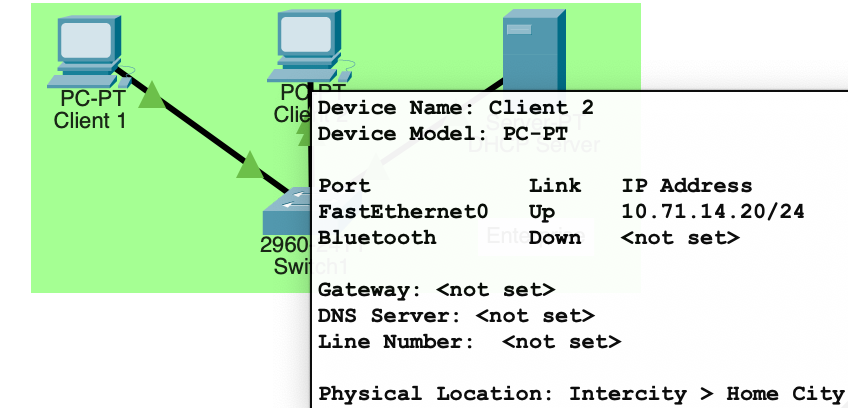 PC-PT
Client 1
PC-PT
Clie
DHCP Server
2960
Switch1
Device Name: Client 2
Device Model: PC-PT
Port Link IP Address
FastEthernet0 Up 10.71.14.20/24
Bluetooth Down <not set>
Gateway: <not set>
DNS Server: <not set>
Line Number: <not set>
Physical Location: Intercity > Home City